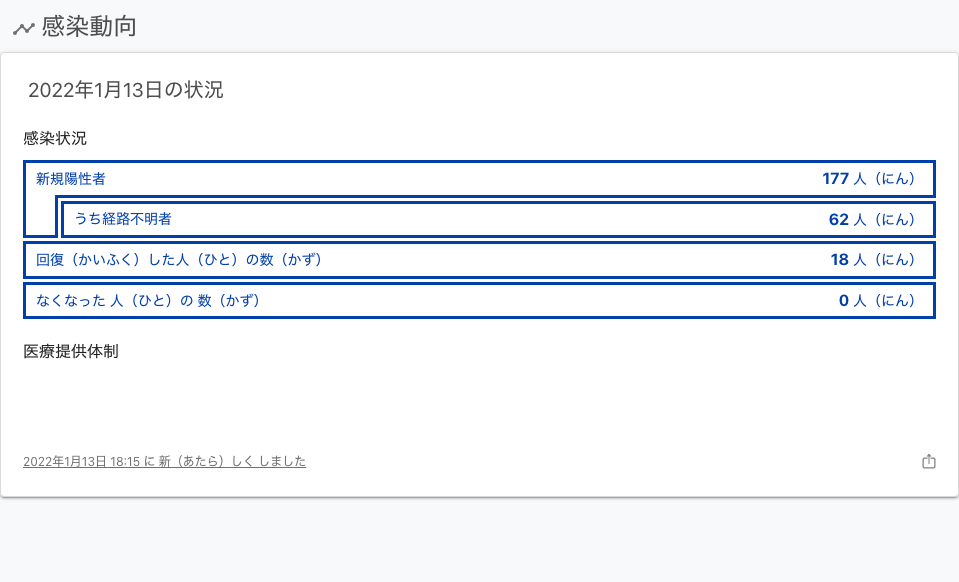 感染動向
2022年1月13日の状況
感染状況
新規陽性者 177 人（にん）
うち経路不明者 62 人（にん）
回復（かいふく）した人（ひと）の数（かず） 18 人（にん）
なくなった 人（ひと）の 数（かず） 0 人（にん）
医療提供体制
2022年1月13日 18:15 に 新（あたら）しく しました